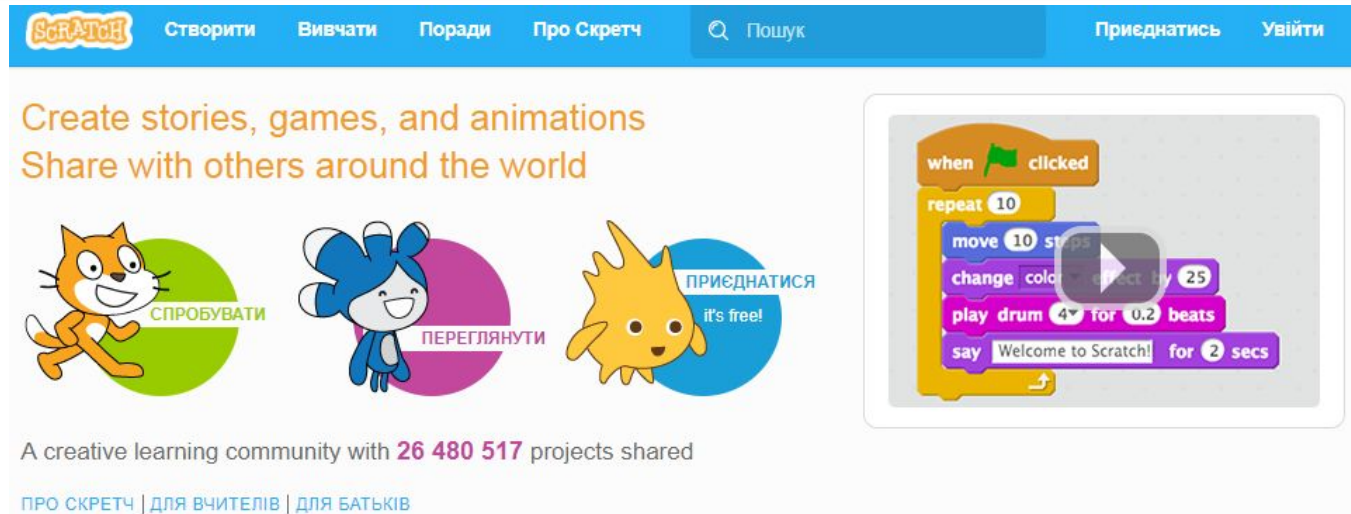 SCRATCH Створити Вивчати Поради Про Скретч Пошук Приєднатись Увійти
Create stories, games, and animations
Share with others around the world
СПРОБУВАТИ
ПЕРЕГЛЯНУТИ
ПРИЄДНАТИСЯ
it's free!
when clicked
repeat 10
move 10 steps
change color effect by 25
play drum 4 for 0.2 beats
say Welcome to Scratch! for 2 secs
A creative learning community with 26 480 517 projects shared
ПРО СКРЕТЧ | ДЛЯ ВЧИТЕЛІВ | ДЛЯ БАТЬКІВ